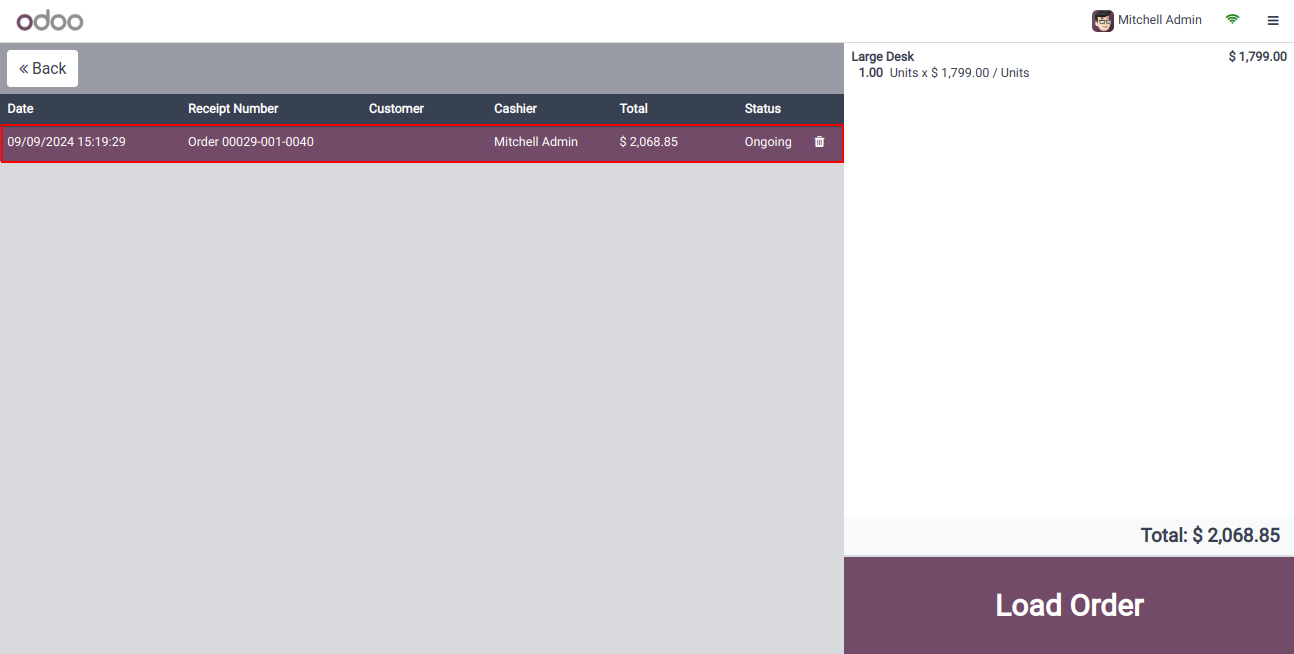 odoo
Mitchell Admin
« Back
Date Receipt Number Customer Cashier Total Status
09/09/2024 15:19:29 Order 00029-001-0040 Mitchell Admin $ 2,068.85 Ongoing
Large Desk $ 1,799.00
1.00 Units x $ 1,799.00 / Units
Total: $ 2,068.85
Load Order